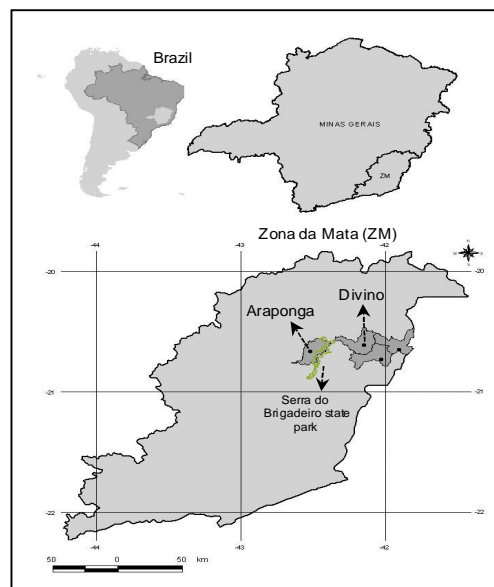 Brazil
MINAS GERAIS
ZM
Zona da Mata (ZM)
-44
-43
-42
N
-20
-20
Divino
Araponga
-21
-21
Serra do
Brigadeiro state
park
-22
-22
-44
-43
-42
50 0 50
km